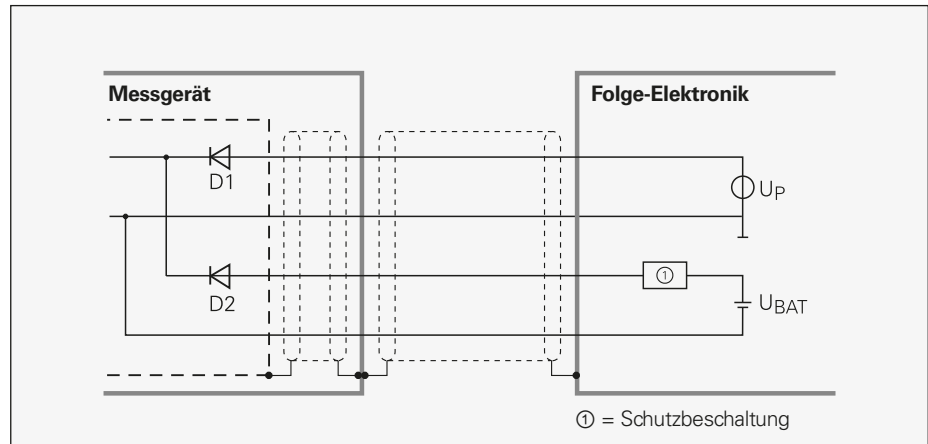 Messgerät
Folge-Elektronik
D1
UP
D2
①
UBAT
① = Schutzbeschaltung